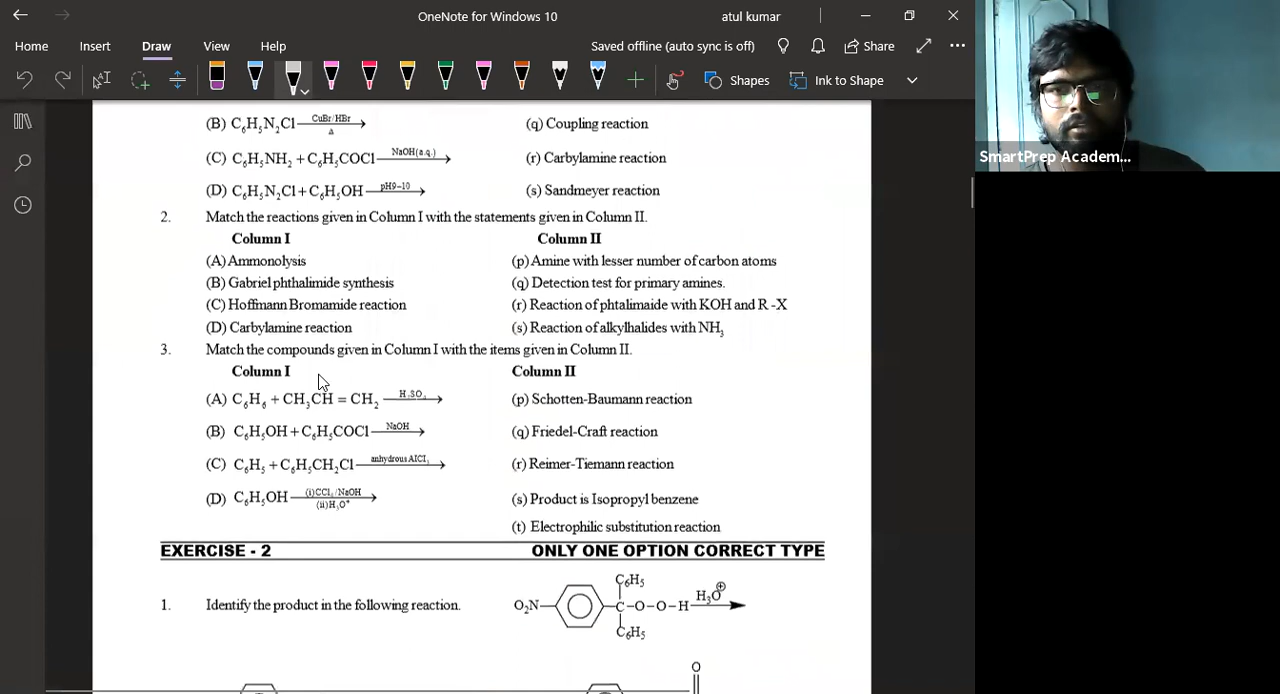 OneNote for Windows 10
atul kumar
Home Insert Draw View Help
Saved offline (auto sync is off)
Share
Shapes
Ink to Shape
SmartPrep Academ...
(B) C₆H₅N₂Cl —CuBr/HBr / Δ→ (q) Coupling reaction
(C) C₆H₅NH₂ + C₆H₅COCl —NaOH(a.q.)→ (r) Carbylamine reaction
(D) C₆H₅N₂Cl + C₆H₅OH —pH9–10→ (s) Sandmeyer reaction
2. Match the reactions given in Column I with the statements given in Column II.
Column I Column II
(A) Ammonolysis (p) Amine with lesser number of carbon atoms
(B) Gabriel phthalimide synthesis (q) Detection test for primary amines.
(C) Hoffmann Bromamide reaction (r) Reaction of phtalimaide with KOH and R -X
(D) Carbylamine reaction (s) Reaction of alkylhalides with NH₃
3. Match the compounds given in Column I with the items given in Column II.
Column I Column II
(A) C₆H₆ + CH₃CH = CH₂ —H₂SO₄→ (p) Schotten-Baumann reaction
(B) C₆H₅OH + C₆H₅COCl —NaOH→ (q) Friedel-Craft reaction
(C) C₆H₅ + C₆H₅CH₂Cl —anhydrous AlCl₃→ (r) Reimer-Tiemann reaction
(D) C₆H₅OH —(i)CCl₄/NaOH / (ii)H₃O⁺→ (s) Product is Isopropyl benzene
(t) Electrophilic substitution reaction
EXERCISE - 2 ONLY ONE OPTION CORRECT TYPE
C₆H₅
1. Identify the product in the following reaction. O₂N– –C–O–O–H —H₃O⊕→
C₆H₅
O